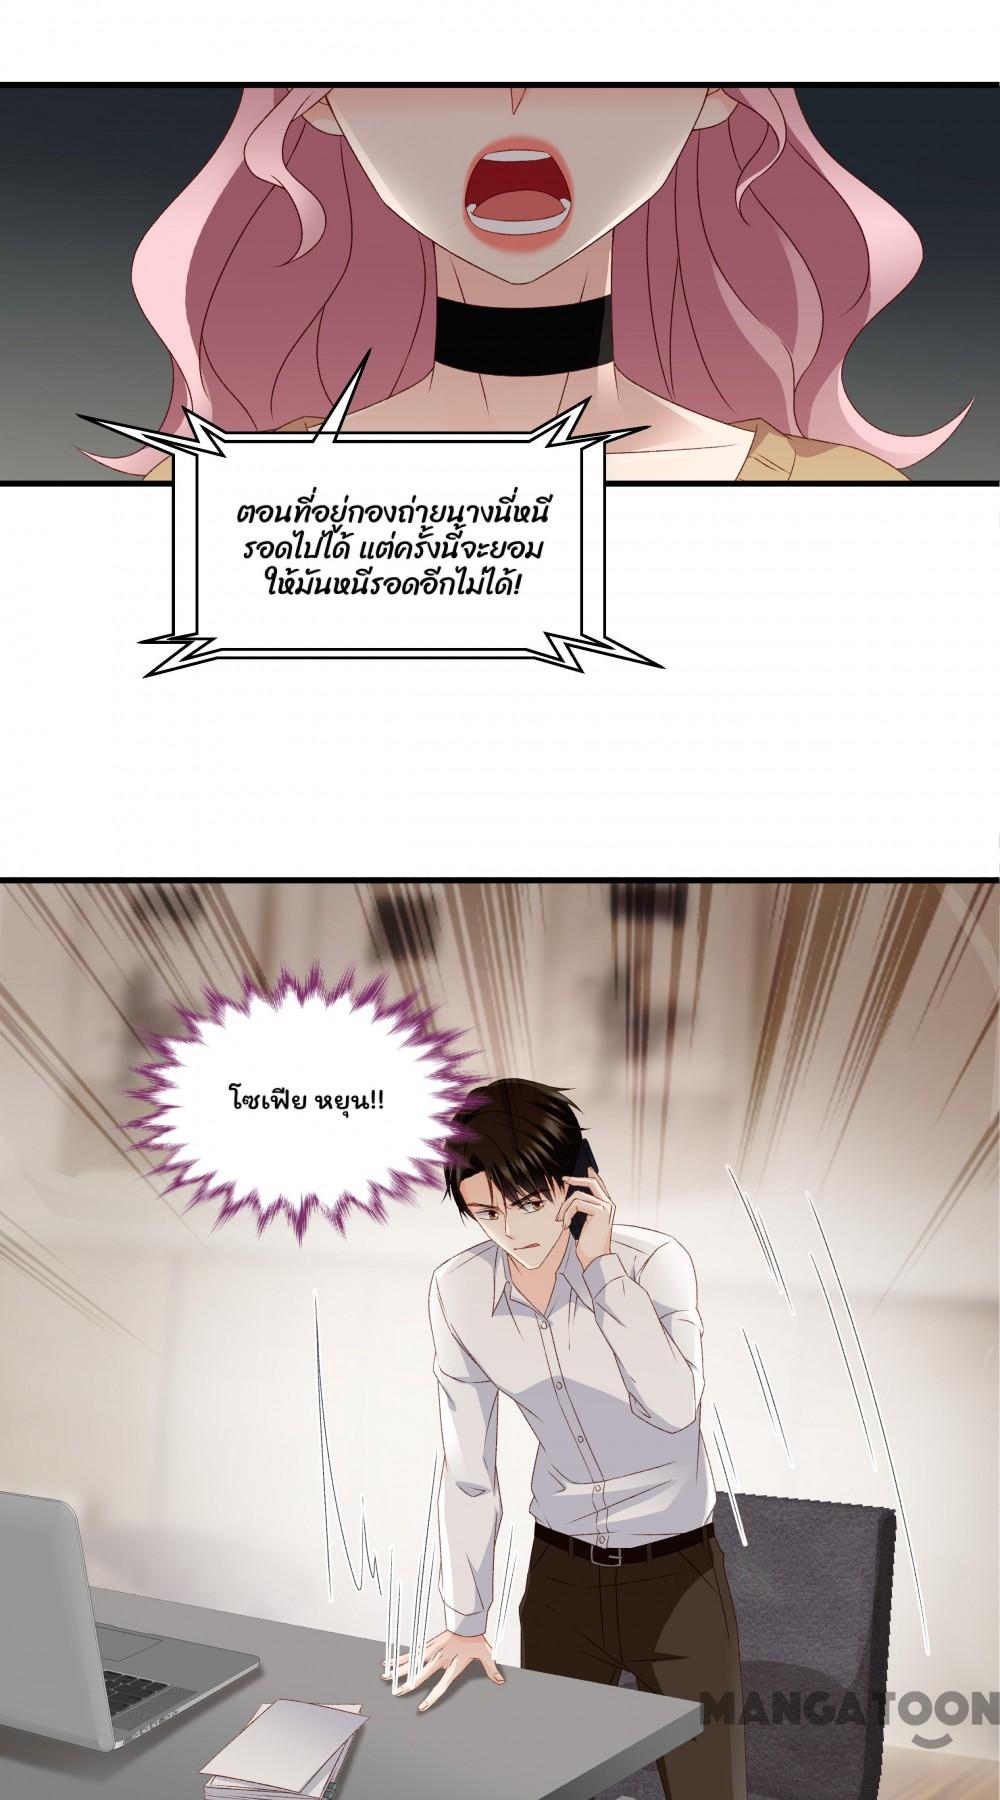 ตอนที่อยู่กองถ่ายนางนี่หนี
รอดไปได้ แต่ครั้งนี้จะยอม
ให้มันหนีรอดอีกไม่ได้!
โซเฟีย หยุน!!
MANGATOON